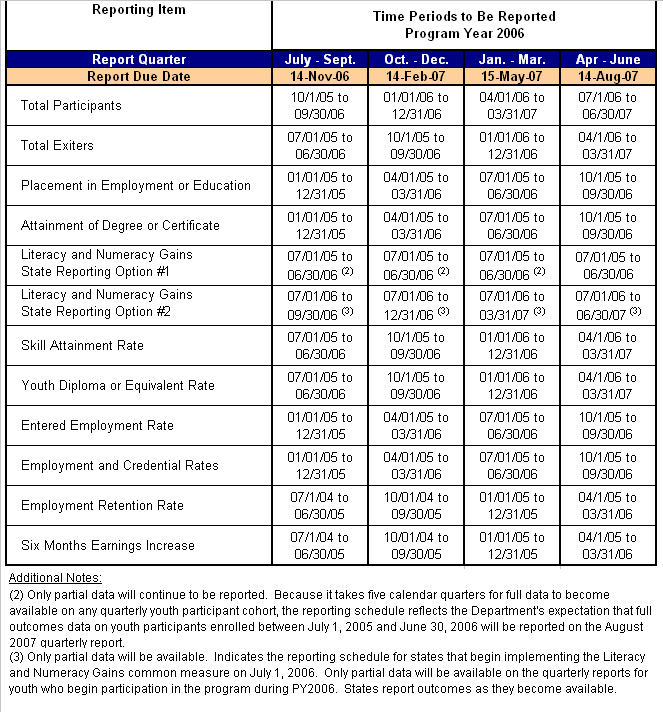 Reporting Item
Time Periods to Be Reported
Program Year 2006
Report Quarter July - Sept. Oct. - Dec. Jan. - Mar. Apr - June
Report Due Date 14-Nov-06 14-Feb-07 15-May-07 14-Aug-07
Total Participants
10/1/05 to 01/01/06 to 04/01/06 to 07/1/06 to
09/30/06 12/31/06 03/31/07 06/30/07
Total Exiters
07/01/05 to 10/1/05 to 01/01/06 to 04/1/06 to
06/30/06 09/30/06 12/31/06 03/31/07
Placement in Employment or Education
01/01/05 to 04/01/05 to 07/01/05 to 10/1/05 to
12/31/05 03/31/06 06/30/06 09/30/06
Attainment of Degree or Certificate
01/01/05 to 04/01/05 to 07/01/05 to 10/1/05 to
12/31/05 03/31/06 06/30/06 09/30/06
Literacy and Numeracy Gains 07/01/05 to 07/01/05 to 07/01/05 to 07/01/05 to
State Reporting Option #1 06/30/06 (2) 06/30/06 (2) 06/30/06 (2) 06/30/06
Literacy and Numeracy Gains 07/01/06 to 07/01/06 to 07/01/06 to 07/01/06 to
State Reporting Option #2 09/30/06 (3) 12/31/06 (3) 03/31/07 (3) 06/30/07 (3)
Skill Attainment Rate
07/01/05 to 10/1/05 to 01/01/06 to 04/1/06 to
06/30/06 09/30/06 12/31/06 03/31/07
Youth Diploma or Equivalent Rate
07/01/05 to 10/1/05 to 01/01/06 to 04/1/06 to
06/30/06 09/30/06 12/31/06 03/31/07
Entered Employment Rate
01/01/05 to 04/01/05 to 07/01/05 to 10/1/05 to
12/31/05 03/31/06 06/30/06 09/30/06
Employment and Credential Rates
01/01/05 to 04/01/05 to 07/01/05 to 10/1/05 to
12/31/05 03/31/06 06/30/06 09/30/06
Employment Retention Rate
07/1/04 to 10/01/04 to 01/01/05 to 04/1/05 to
06/30/05 09/30/05 12/31/05 03/31/06
Six Months Earnings Increase
07/1/04 to 10/01/04 to 01/01/05 to 04/1/05 to
06/30/05 09/30/05 12/31/05 03/31/06
Additional Notes:
(2) Only partial data will continue to be reported. Because it takes five calendar quarters for full data to become
available on any quarterly youth participant cohort, the reporting schedule reflects the Department's expectation that full
outcomes data on youth participants enrolled between July 1, 2005 and June 30, 2006 will be reported on the August
2007 quarterly report.
(3) Only partial data will be available. Indicates the reporting schedule for states that begin implementing the Literacy
and Numeracy Gains common measure on July 1, 2006. Only partial data will be available on the quarterly reports for
youth who begin participation in the program during PY2006. States report outcomes as they become available.